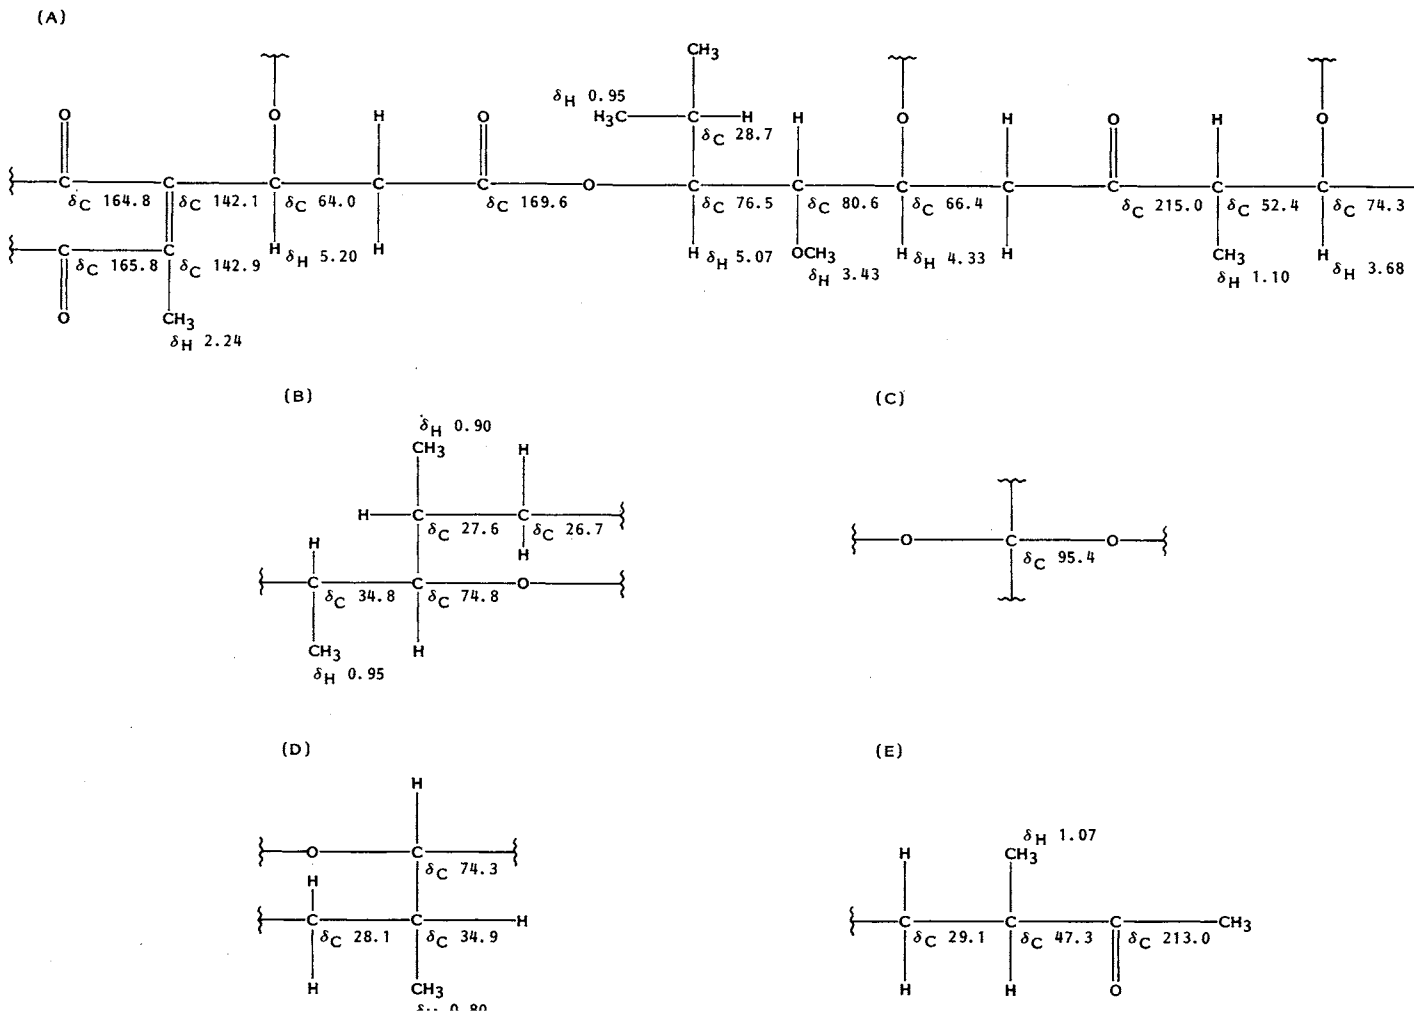 (A)
CH3
δH 0.95
O O H O H3C C H H O H O H O
δC 28.7
C C C C C O C C C C C C C
δC 164.8 δC 142.1 δC 64.0 δC 169.6 δC 76.5 δC 80.6 δC 66.4 δC 215.0 δC 52.4 δC 74.3
C C H δH 5.20 H H δH 5.07 OCH3 H δH 4.33 H CH3 H
δC 165.8 δC 142.9 δH 3.43 δH 1.10 δH 3.68
O CH3
δH 2.24
(B) (C)
δH 0.90
CH3 H
H C C
δC 27.6 δC 26.7
H H
O C O
δC 95.4
C C O
δC 34.8 δC 74.8
CH3 H
δH 0.95
(D) (E)
H
δH 1.07
O C H CH3
δC 74.3
H
C C H C C C CH3
δC 28.1 δC 34.9 δC 29.1 δC 47.3 δC 213.0
H CH3 H H O
δH 0.80